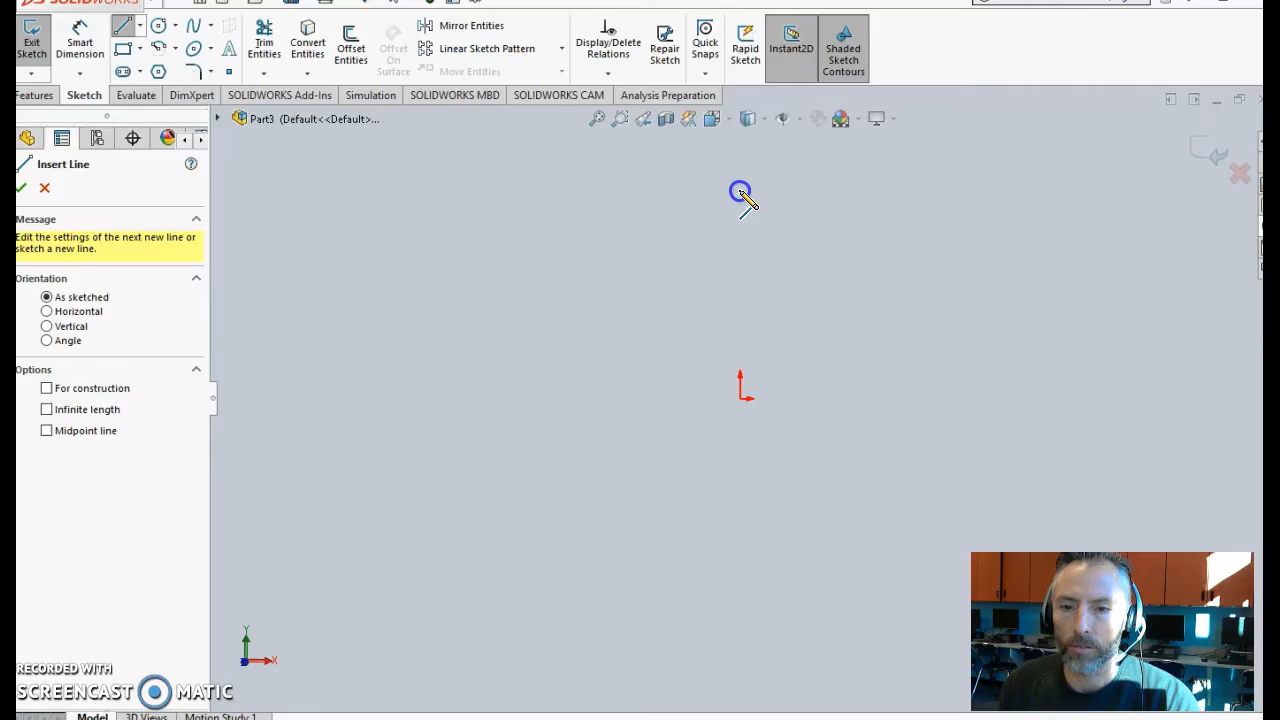 SOLIDWORKS
Exit Sketch
Smart Dimension
Trim Entities
Convert Entities
Offset Entities
Offset On Surface
Mirror Entities
Linear Sketch Pattern
Move Entities
Display/Delete Relations
Repair Sketch
Quick Snaps
Rapid Sketch
Instant2D
Shaded Sketch Contours
Features
Sketch
Evaluate
DimXpert
SOLIDWORKS Add-Ins
Simulation
SOLIDWORKS MBD
SOLIDWORKS CAM
Analysis Preparation
Part3 (Default<<Default>...
Insert Line
Message
Edit the settings of the next new line or
sketch a new line.
Orientation
As sketched
Horizontal
Vertical
Angle
Options
For construction
Infinite length
Midpoint line
Y
X
RECORDED WITH
SCREENCAST MATIC
Model
3D Views
Motion Study 1